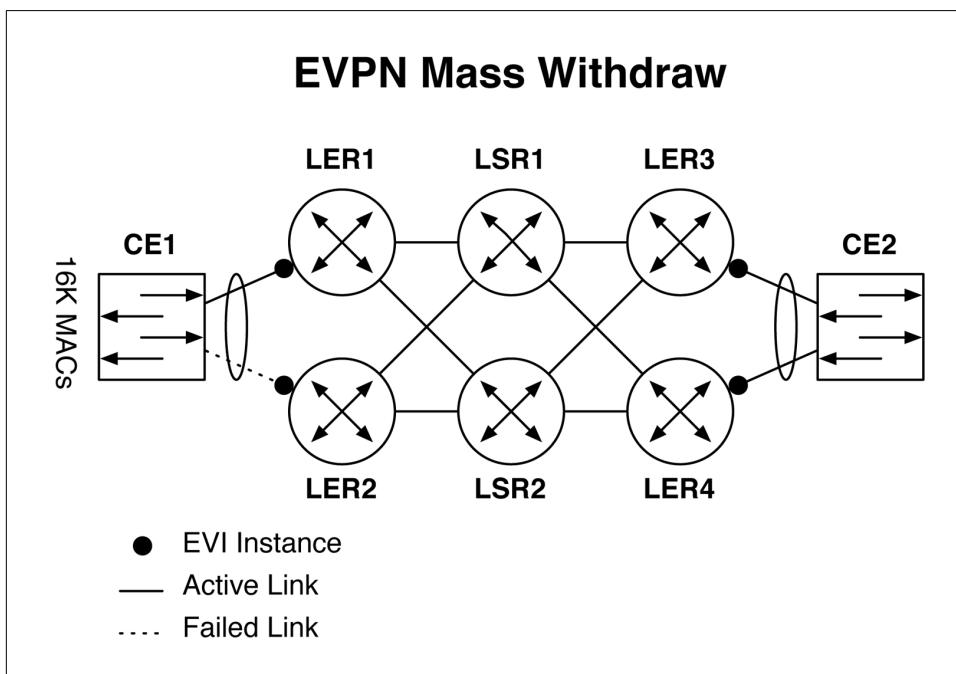 EVPN Mass Withdraw
LER1
LSR1
LER3
CE1
CE2
16K MACs
LER2
LSR2
LER4
EVI Instance
Active Link
Failed Link